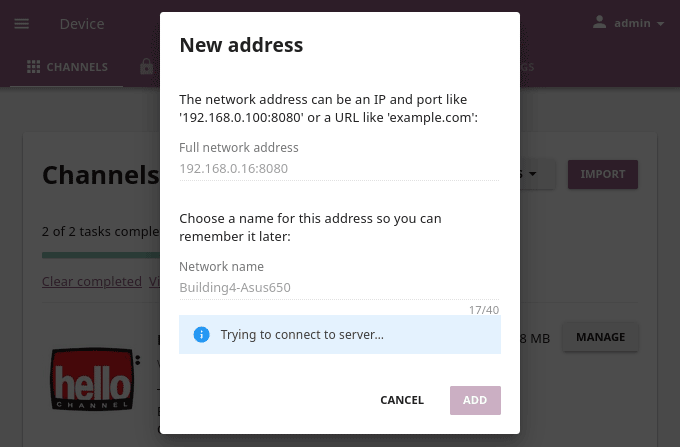 Device
admin
CHANNELS
GS
New address
The network address can be an IP and port like
'192.168.0.100:8080' or a URL like 'example.com':
Full network address
192.168.0.16:8080
Channels
S
IMPORT
Choose a name for this address so you can
remember it later:
2 of 2 tasks comple
Network name
Clear completed Vi
Building4-Asus650
17/40
Trying to connect to server...
8 MB
MANAGE
hello
CHANNEL
CANCEL
ADD